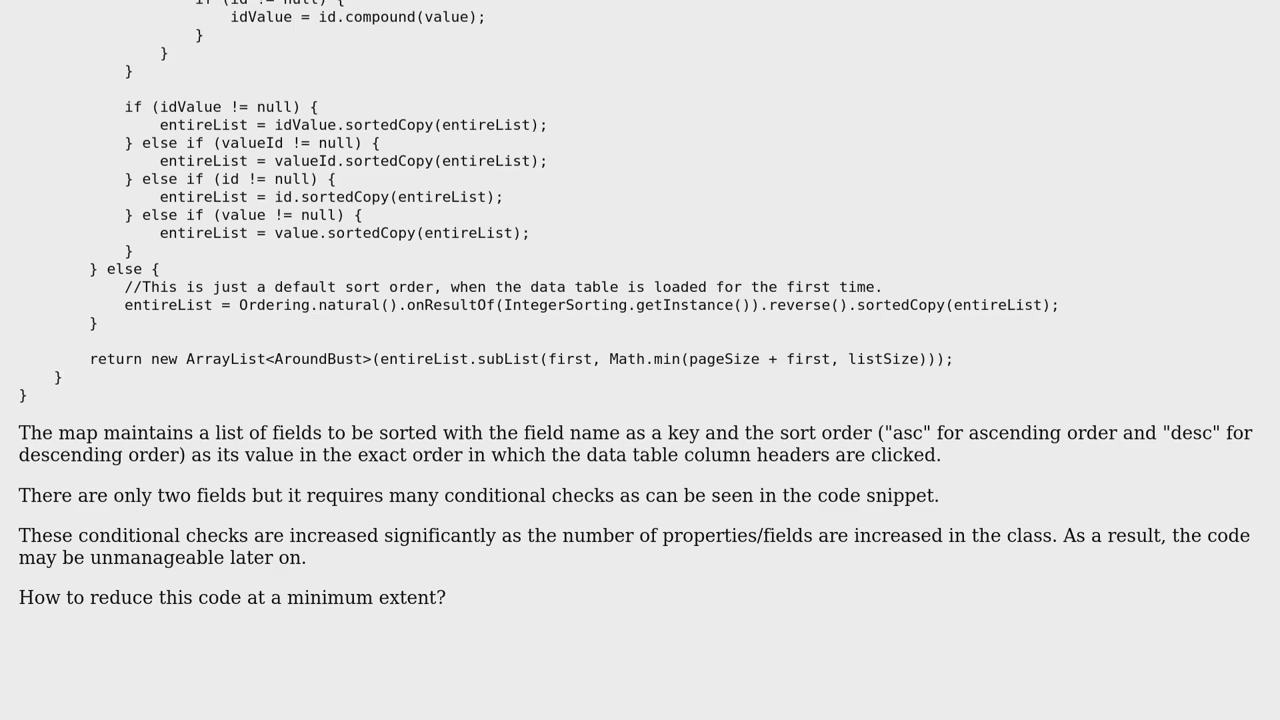 if (id != null) {
idValue = id.compound(value);
}
}
}
if (idValue != null) {
entireList = idValue.sortedCopy(entireList);
} else if (valueId != null) {
entireList = valueId.sortedCopy(entireList);
} else if (id != null) {
entireList = id.sortedCopy(entireList);
} else if (value != null) {
entireList = value.sortedCopy(entireList);
}
} else {
//This is just a default sort order, when the data table is loaded for the first time.
entireList = Ordering.natural().onResultOf(IntegerSorting.getInstance()).reverse().sortedCopy(entireList);
}
return new ArrayList<AroundBust>(entireList.subList(first, Math.min(pageSize + first, listSize)));
}
}
The map maintains a list of fields to be sorted with the field name as a key and the sort order ("asc" for ascending order and "desc" for
descending order) as its value in the exact order in which the data table column headers are clicked.
There are only two fields but it requires many conditional checks as can be seen in the code snippet.
These conditional checks are increased significantly as the number of properties/fields are increased in the class. As a result, the code
may be unmanageable later on.
How to reduce this code at a minimum extent?